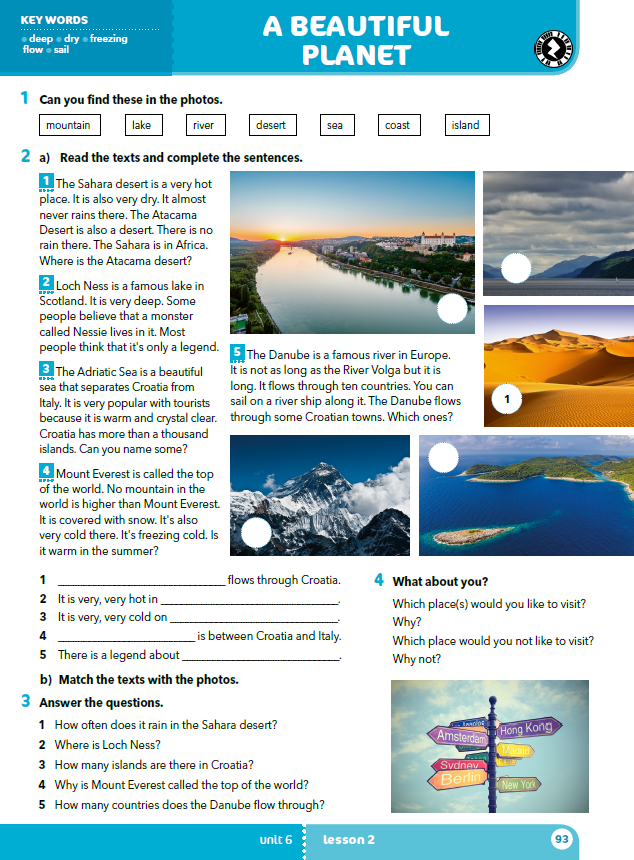 KEY WORDS
deep dry freezing
flow sail
A BEAUTIFUL
PLANET
2
1 Can you find these in the photos.
mountain lake river desert sea coast island
2 a) Read the texts and complete the sentences.
1 The Sahara desert is a very hot
place. It is also very dry. It almost
never rains there. The Atacama
Desert is also a desert. There is no
rain there. The Sahara is in Africa.
Where is the Atacama desert?
2 Loch Ness is a famous lake in
Scotland. It is very deep. Some
people believe that a monster
called Nessie lives in it. Most
people think that it's only a legend.
3 The Adriatic Sea is a beautiful
sea that separates Croatia from
Italy. It is very popular with tourists
because it is warm and crystal clear.
Croatia has more than a thousand
islands. Can you name some?
4 Mount Everest is called the top
of the world. No mountain in the
world is higher than Mount Everest.
It is covered with snow. It's also
very cold there. It's freezing cold. Is
it warm in the summer?
5 The Danube is a famous river in Europe.
It is not as long as the River Volga but it is
long. It flows through ten countries. You can
sail on a river ship along it. The Danube flows
through some Croatian towns. Which ones?
1
1 ______ flows through Croatia.
2 It is very, very hot in ______.
3 It is very, very cold on ______.
4 ______ is between Croatia and Italy.
5 There is a legend about ______.
b) Match the texts with the photos.
3 Answer the questions.
1 How often does it rain in the Sahara desert?
2 Where is Loch Ness?
3 How many islands are there in Croatia?
4 Why is Mount Everest called the top of the world?
5 How many countries does the Danube flow through?
4 What about you?
Which place(s) would you like to visit?
Why?
Which place would you not like to visit?
Why not?
Hong Kong
Amsterdam
Sydney
Berlin
New York
unit 6 lesson 2 93